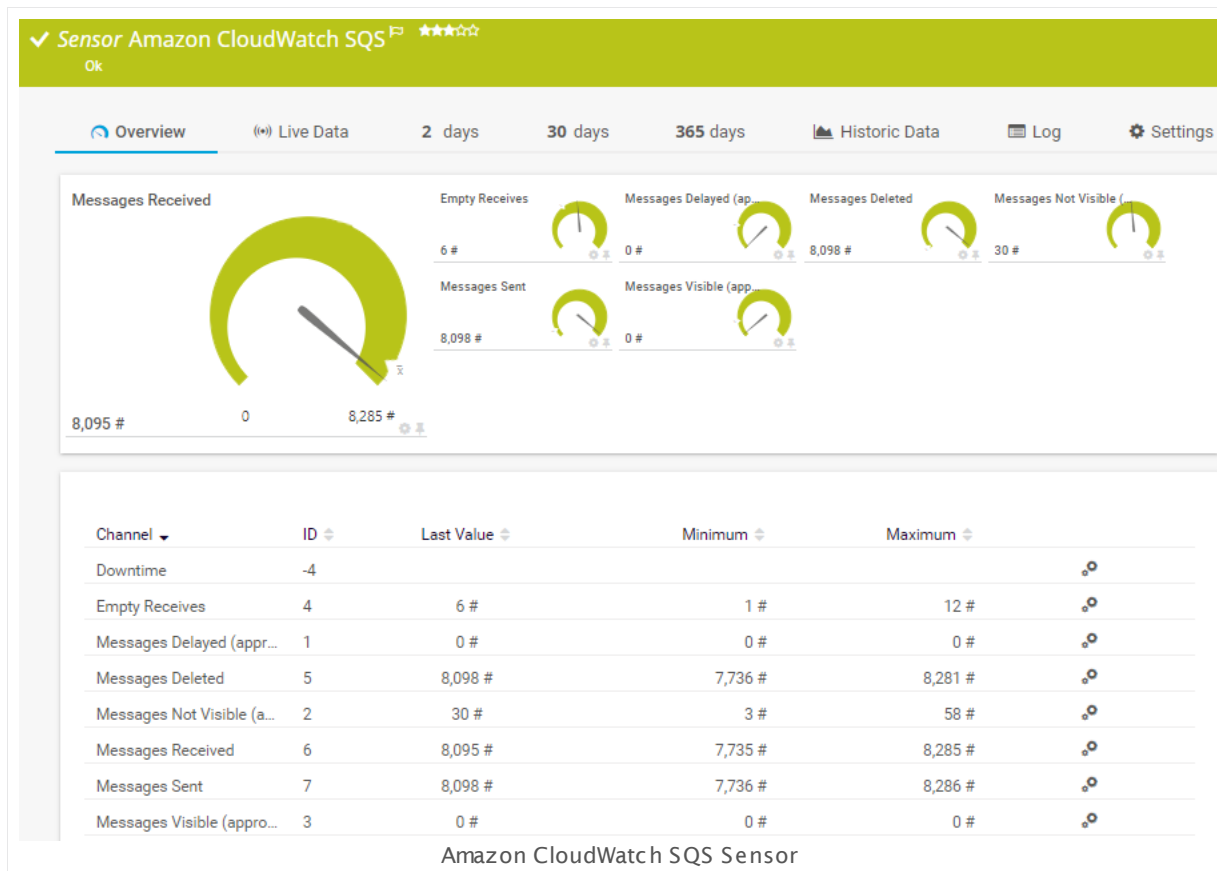 Sensor Amazon CloudWatch SQS
Ok
Overview Live Data 2 days 30 days 365 days Historic Data Log Settings
Messages Received
8,095 #
0 8,285 #
x̄
Empty Receives
6 #
Messages Delayed (ap...
0 #
Messages Deleted
8,098 #
Messages Not Visible (...
30 #
Messages Sent
8,098 #
Messages Visible (app...
0 #
Channel ID Last Value Minimum Maximum
Downtime -4
Empty Receives 4 6 # 1 # 12 #
Messages Delayed (appr... 1 0 # 0 # 0 #
Messages Deleted 5 8,098 # 7,736 # 8,281 #
Messages Not Visible (a... 2 30 # 3 # 58 #
Messages Received 6 8,095 # 7,735 # 8,285 #
Messages Sent 7 8,098 # 7,736 # 8,286 #
Messages Visible (appro... 3 0 # 0 # 0 #
Amazon CloudWatch SQS Sensor